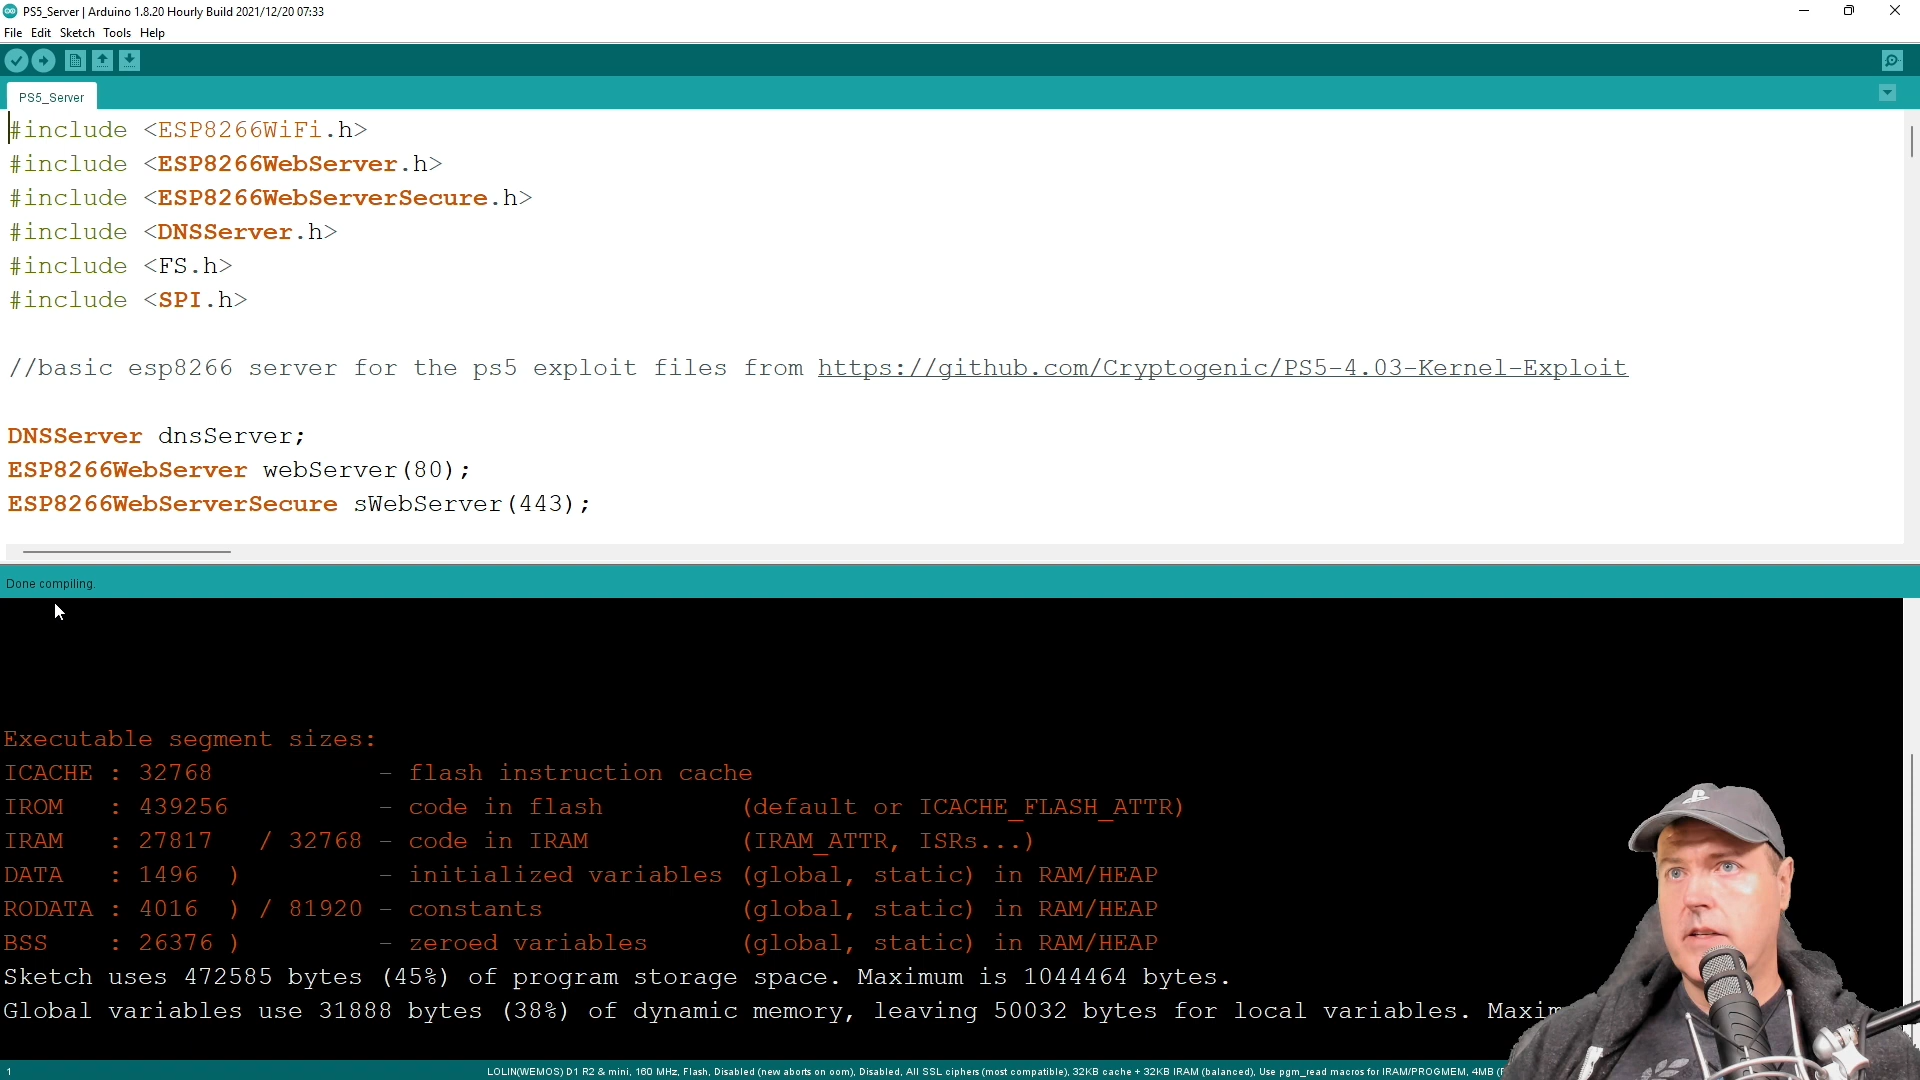 PS5_Server | Arduino 1.8.20 Hourly Build 2021/12/20 07:33
File Edit Sketch Tools Help
PS5_Server
#include <ESP8266WiFi.h>
#include <ESP8266WebServer.h>
#include <ESP8266WebServerSecure.h>
#include <DNSServer.h>
#include <FS.h>
#include <SPI.h>
//basic esp8266 server for the ps5 exploit files from https://github.com/Cryptogenic/PS5-4.03-Kernel-Exploit
DNSServer dnsServer;
ESP8266WebServer webServer(80);
ESP8266WebServerSecure sWebServer(443);
Done compiling.
Executable segment sizes:
ICACHE : 32768 - flash instruction cache
IROM : 439256 - code in flash (default or ICACHE_FLASH_ATTR)
IRAM : 27817 / 32768 - code in IRAM (IRAM_ATTR, ISRs...)
DATA : 1496 ) - initialized variables (global, static) in RAM/HEAP
RODATA : 4016 ) / 81920 - constants (global, static) in RAM/HEAP
BSS : 26376 ) - zeroed variables (global, static) in RAM/HEAP
Sketch uses 472585 bytes (45%) of program storage space. Maximum is 1044464 bytes.
Global variables use 31888 bytes (38%) of dynamic memory, leaving 50032 bytes for local variables. Maxim
1 LOLIN(WEMOS) D1 R2 & mini, 160 MHz, Flash, Disabled (new aborts on oom), Disabled, All SSL ciphers (most compatible), 32KB cache + 32KB IRAM (balanced), Use pgm_read macros for IRAM/PROGMEM, 4MB (